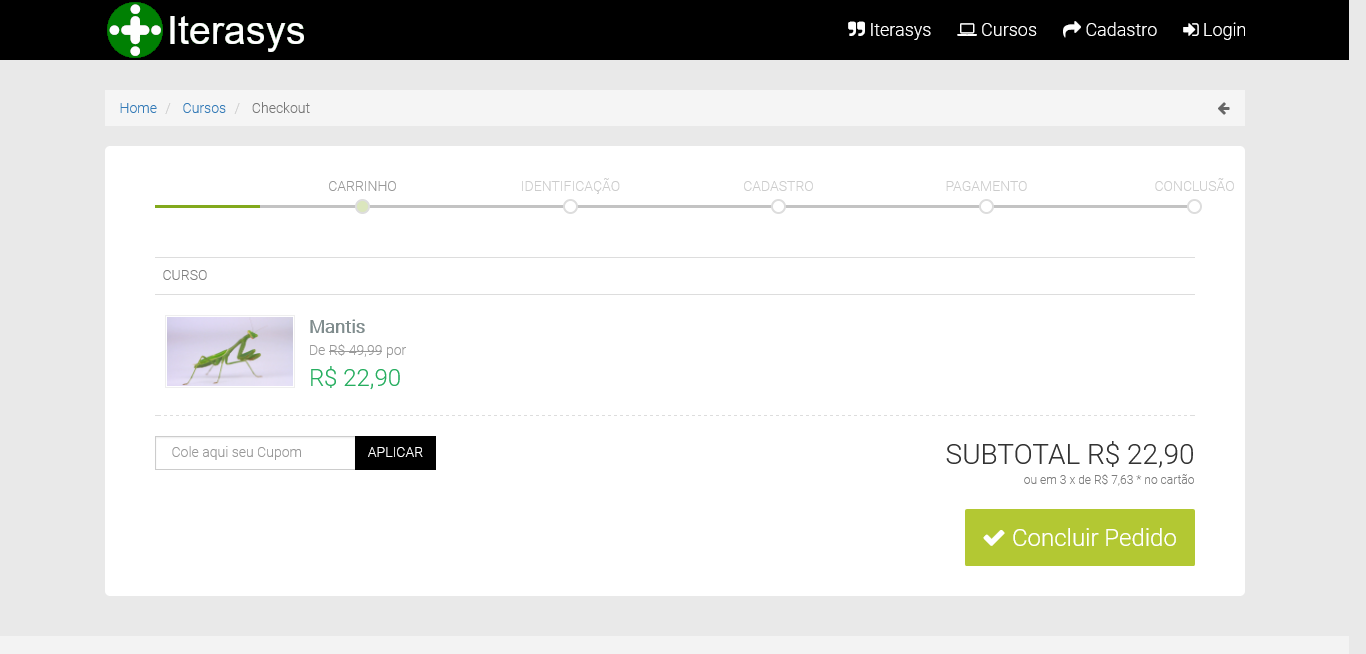 Iterasys
Iterasys Cursos Cadastro Login
Home / Cursos / Checkout
CARRINHO IDENTIFICAÇÃO CADASTRO PAGAMENTO CONCLUSÃO
CURSO
Mantis
De R$ 49,99 por
R$ 22,90
Cole aqui seu Cupom APLICAR
SUBTOTAL R$ 22,90
ou em 3 x de R$ 7,63 * no cartão
Concluir Pedido